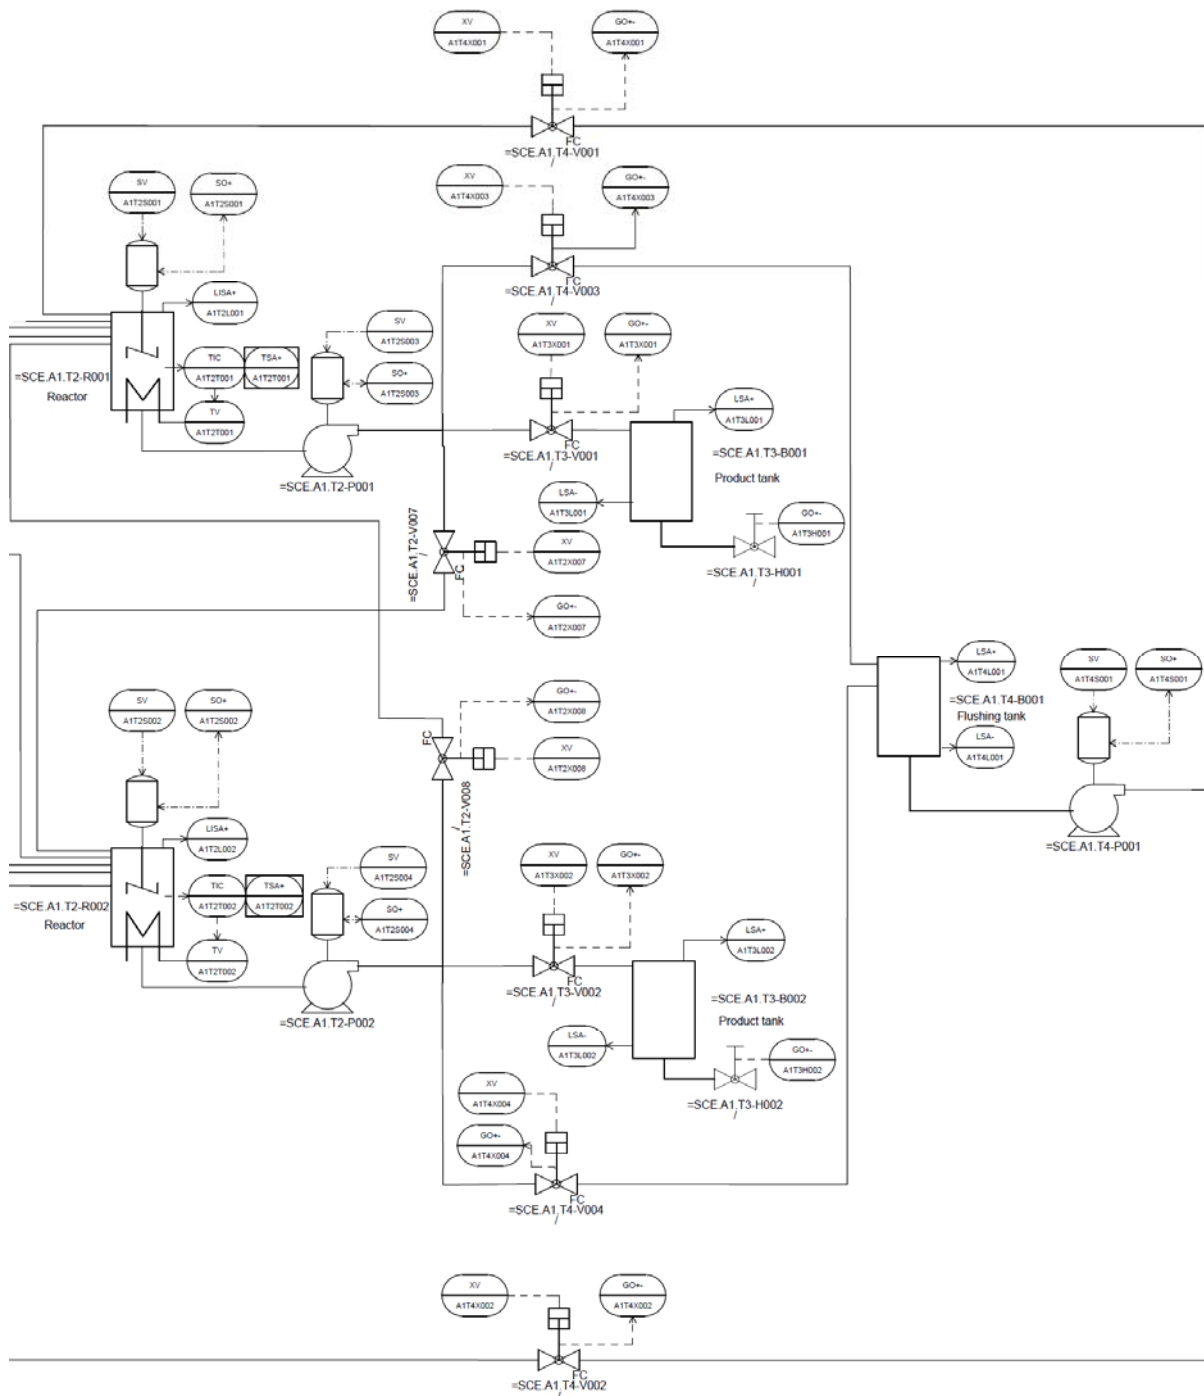 XV
A1T4X001
GO+-
A1T4X001
FC
=SCE.A1.T4-V001
/
XV
A1T4X003
GO+-
A1T4X003
FC
=SCE.A1.T4-V003
/
SV
A1T2S001
SO+
A1T2S001
LISA+
A1T2L001
=SCE.A1.T2-R001
Reactor
TIC
A1T2T001
TSA+
A1T2T001
TV
A1T2T001
SV
A1T2S003
SO+
A1T2S003
=SCE.A1.T2-P001
XV
A1T3X001
GO+-
A1T3X001
FC
=SCE.A1.T3-V001
/
LSA+
A1T3L001
=SCE.A1.T3-B001
Product tank
LSA-
A1T3L001
GO+-
A1T3H001
=SCE.A1.T3-H001
/
=SCE.A1.T2-V007
/
FC
XV
A1T2X007
GO+-
A1T2X007
GO+-
A1T2X008
XV
A1T2X008
FC
=SCE.A1.T2-V008
/
LSA+
A1T4L001
=SCE.A1.T4-B001
Flushing tank
LSA-
A1T4L001
SV
A1T4S001
SO+
A1T4S001
=SCE.A1.T4-P001
SV
A1T2S002
SO+
A1T2S002
LISA+
A1T2L002
=SCE.A1.T2-R002
Reactor
TIC
A1T2T002
TSA+
A1T2T002
TV
A1T2T002
SV
A1T2S004
SO+
A1T2S004
=SCE.A1.T2-P002
XV
A1T3X002
GO+-
A1T3X002
FC
=SCE.A1.T3-V002
/
LSA+
A1T3L002
=SCE.A1.T3-B002
Product tank
LSA-
A1T3L002
GO+-
A1T3H002
=SCE.A1.T3-H002
/
XV
A1T4X004
GO+-
A1T4X004
FC
=SCE.A1.T4-V004
/
XV
A1T4X002
GO+-
A1T4X002
FC
=SCE.A1.T4-V002
/